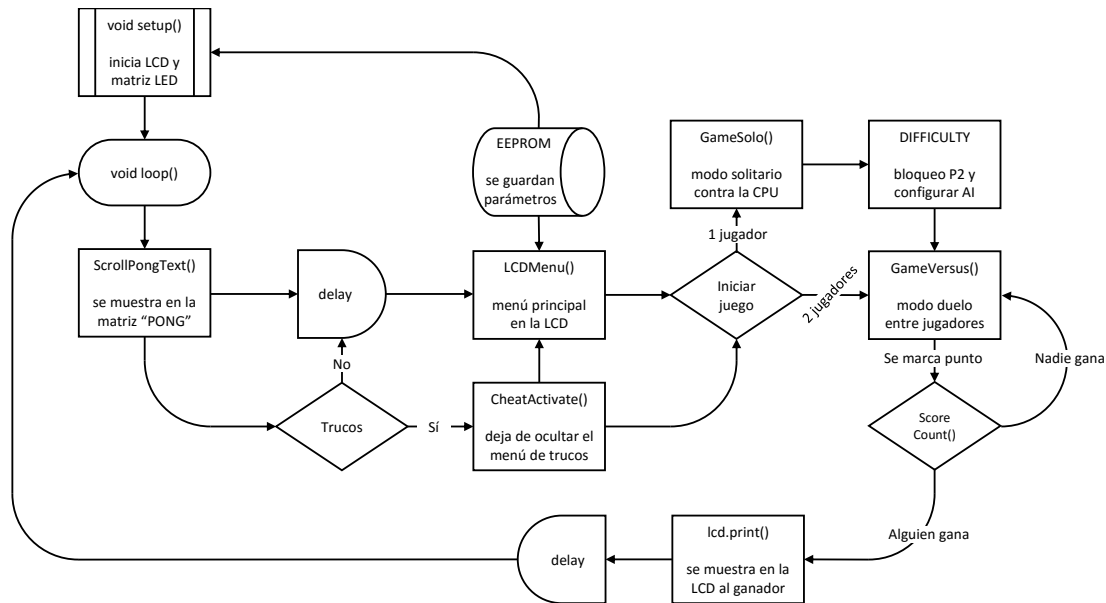 void setup()
inicia LCD y
matriz LED
void loop()
EEPROM
se guardan
parámetros
GameSolo()
modo solitario
contra la CPU
DIFFICULTY
bloqueo P2 y
configurar AI
1 jugador
ScrollPongText()
se muestra en la
matriz “PONG”
delay
LCDMenu()
menú principal
en la LCD
Iniciar
juego
2 jugadores
GameVersus()
modo duelo
entre jugadores
No
Se marca punto
Nadie gana
Trucos
Sí
CheatActivate()
deja de ocultar el
menú de trucos
Score
Count()
Alguien gana
delay
lcd.print()
se muestra en la
LCD al ganador